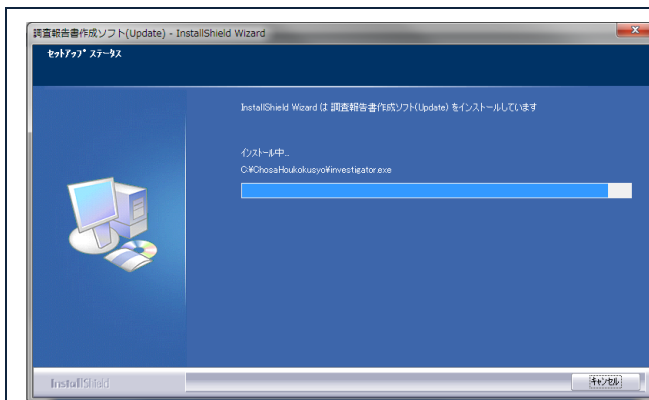 調査報告書作成ソフト(Update) - InstallShield Wizard
セットアップ ステータス
InstallShield Wizard は 調査報告書作成ソフト(Update) をインストールしています
インストール中...
C:¥ChosaHoukokusyo¥investigator.exe
InstallShield
キャンセル